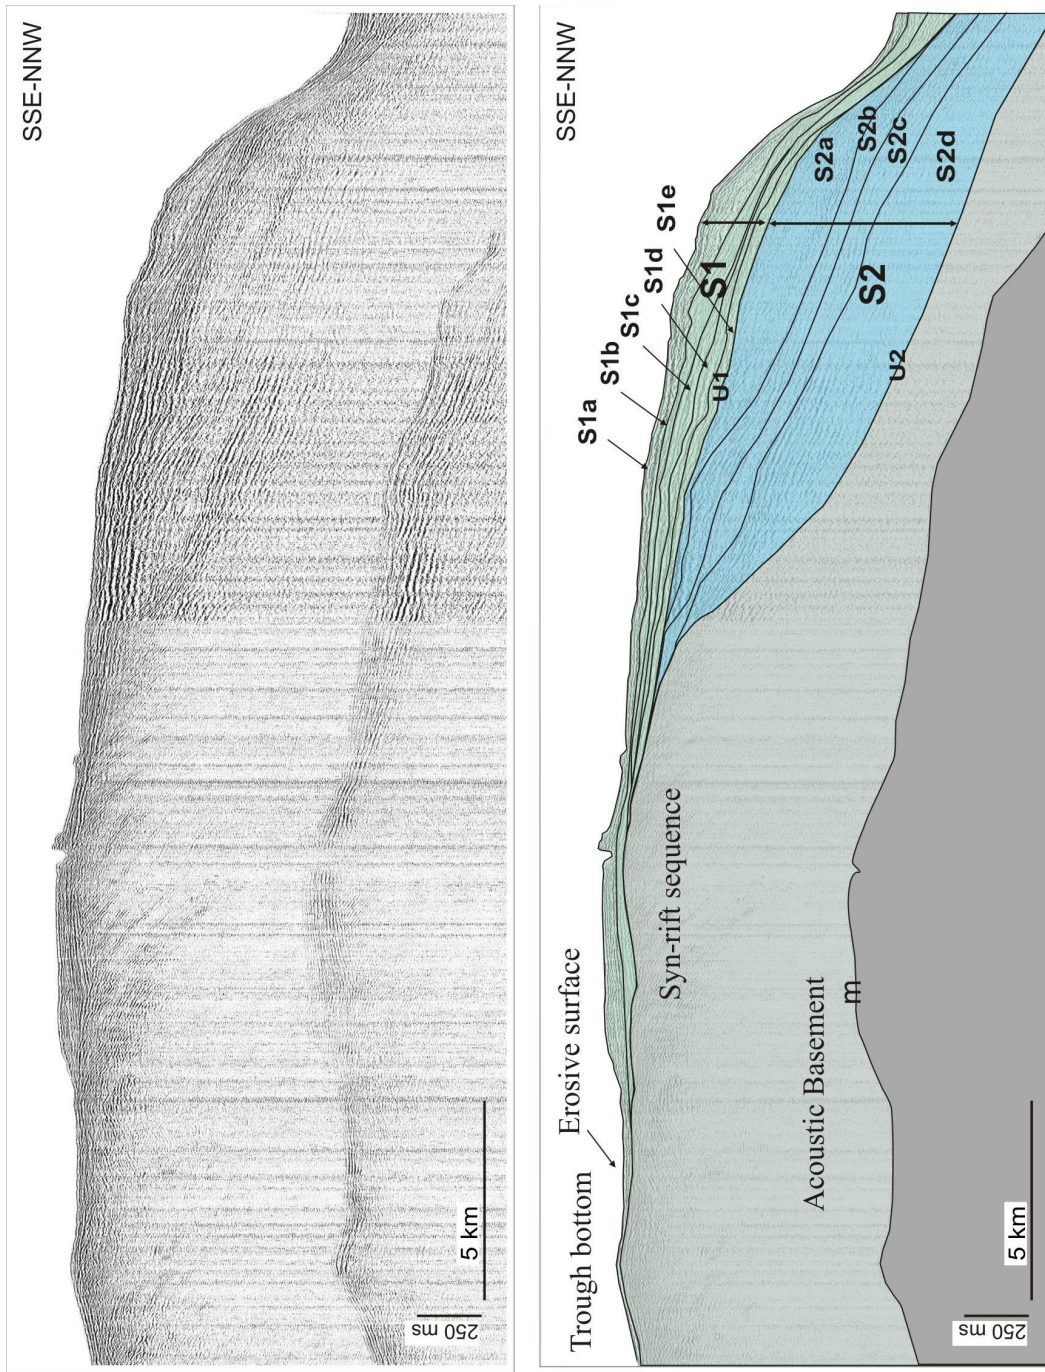 SSE-NNW
5 km
250 ms
SSE-NNW
S1a
S1b
S1c
S1d
S1e
S1
U1
S2a
S2b
S2c
S2d
S2
U2
Trough bottom
Erosive surface
Syn-rift sequence
Acoustic Basement
m
5 km
250 ms